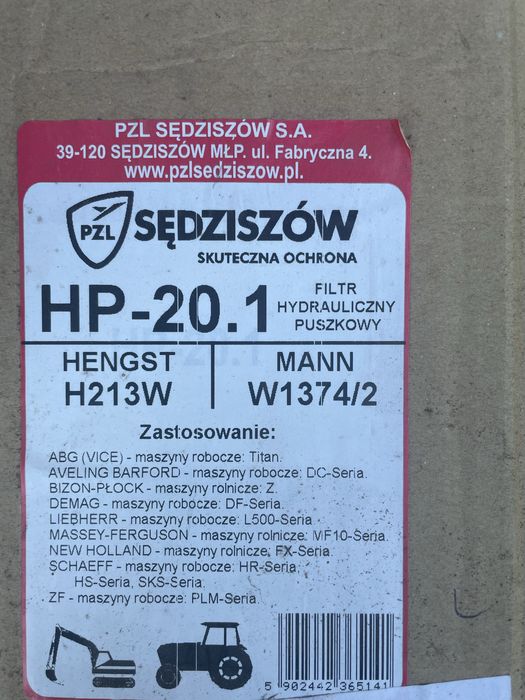 PZL SĘDZISZÓW S.A.
39-120 SĘDZISZÓW MŁP. ul. Fabryczna 4.
www.pzlsedziszow.pl.
PZL SĘDZISZÓW
SKUTECZNA OCHRONA
HP-20.1 FILTR
HYDRAULICZNY
PUSZKOWY
HENGST MANN
H213W W1374/2
Zastosowanie:
ABG (VICE) - maszyny robocze: Titan.
AVELING BARFORD - maszyny robocze: DC-Seria.
BIZON-PŁOCK - maszyny rolnicze: Z.
DEMAG - maszyny robocze: DF-Seria.
LIEBHERR - maszyny robocze: L500-Seria
MASSEY-FERGUSON - maszyny rolnicze: MF10-Seria.
NEW HOLLAND - maszyny rolnicze: FX-Seria.
SCHAEFF - maszyny robocze: HR-Seria,
HS-Seria, SKS-Seria.
ZF - maszyny robocze: PLM-Seria.
5 902442 365141